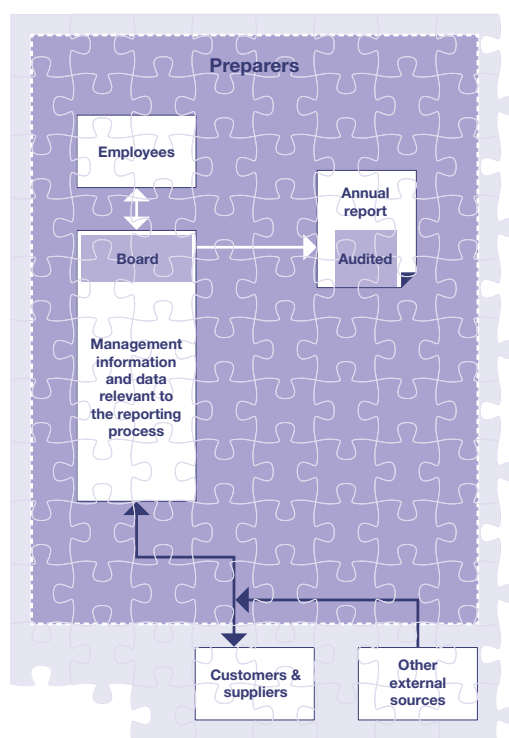 Preparers
Employees
Annual
report
Board
Audited
Management
information
and data
relevant to
the reporting
process
Customers &
suppliers
Other
external
sources